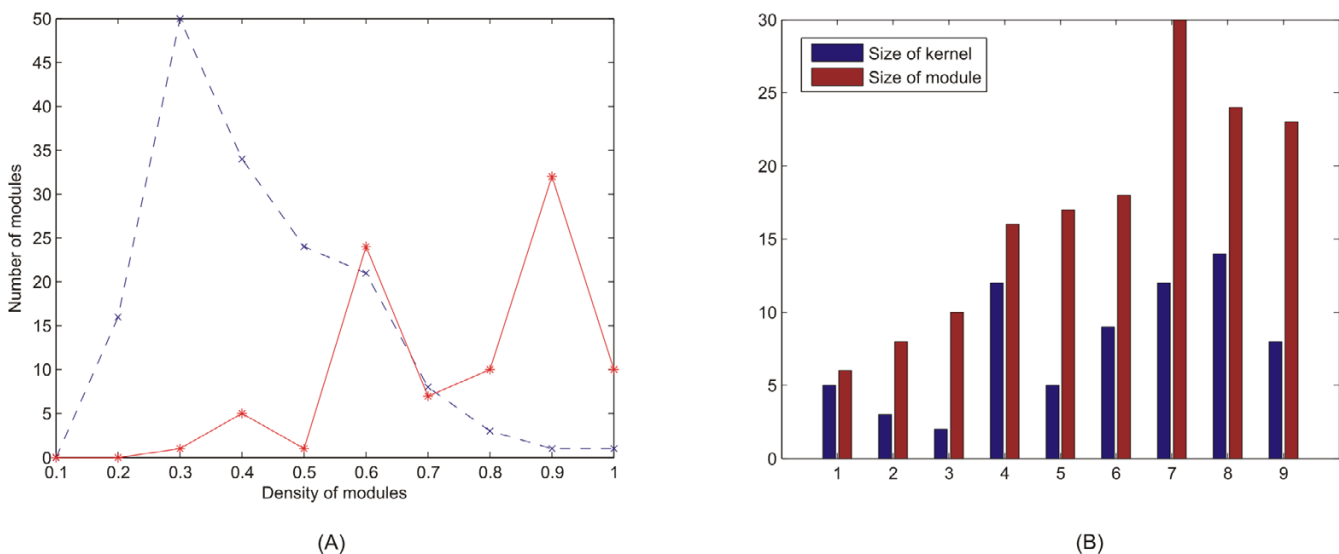 50
45
40
35
30
25
20
15
10
5
0
Number of modules
0.1 0.2 0.3 0.4 0.5 0.6 0.7 0.8 0.9 1
Density of modules
(A)
30
25
20
15
10
5
0
Size of kernel
Size of module
1 2 3 4 5 6 7 8 9
(B)